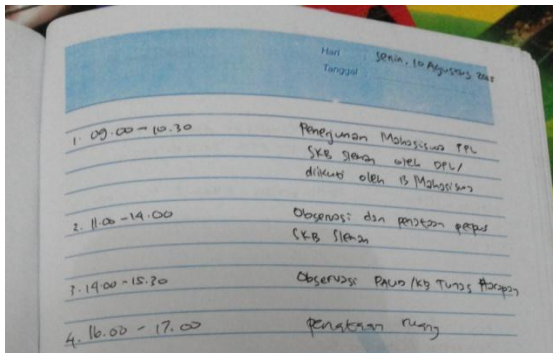 Hari Senin, 10 Agustus 2015
Tanggal
1. 09.00 - 10.30 Penerjunan Mahasiswa PPL
SKB Sleman oleh DPL/
diikuti oleh 13 Mahasiswa
2. 11.00 - 14.00 Observasi dan penataan perpus
SKB Sleman
3. 14.00 - 15.30 Observasi PAUD/KB Tunas Harapan
4. 16.00 - 17.00 penataan ruang